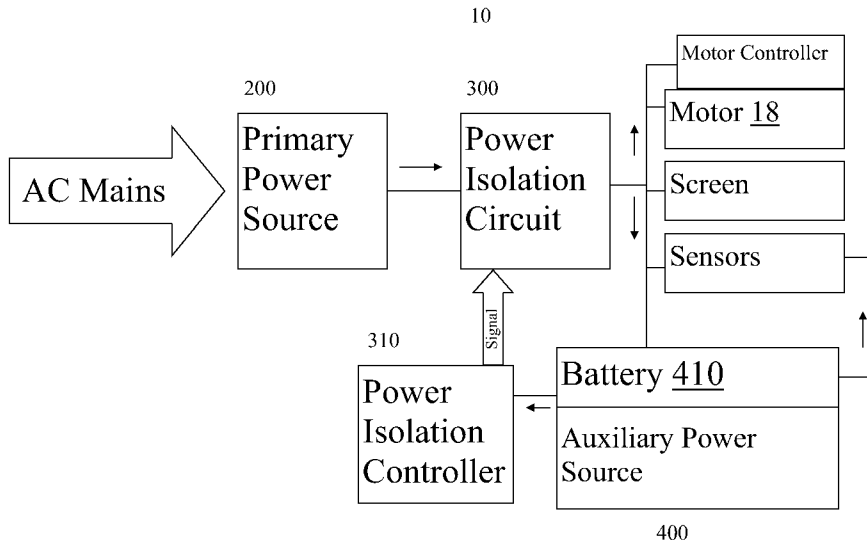 10
200
300
Motor Controller
Motor 18
AC Mains
Primary
Power
Source
Power
Isolation
Circuit
Screen
Sensors
Signal
310
Power
Isolation
Controller
Battery 410
Auxiliary Power
Source
400